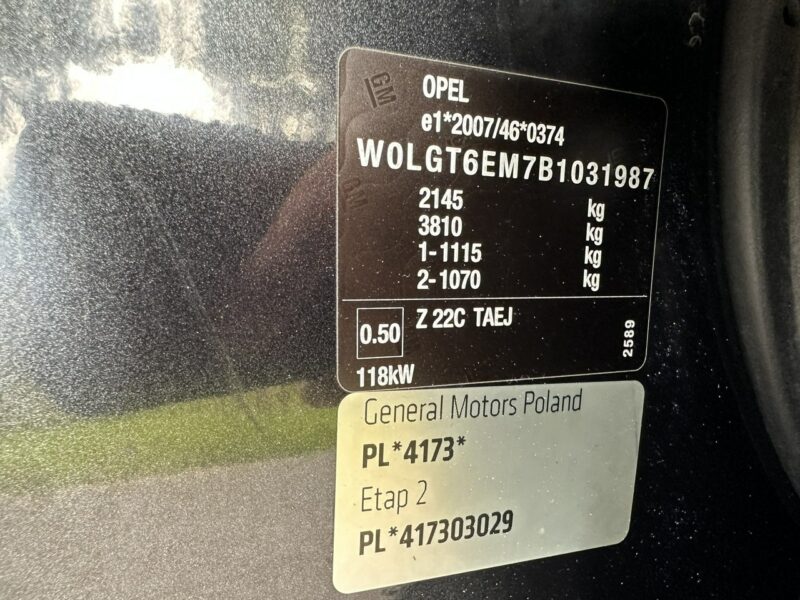 GM
OPEL
e1*2007/46*0374
W0LGT6EM7B1031987
2145 kg
3810 kg
1-1115 kg
2-1070 kg
0.50 Z 22C TAEJ
2589
118kW
General Motors Poland
PL*4173*
Etap 2
PL*417303029